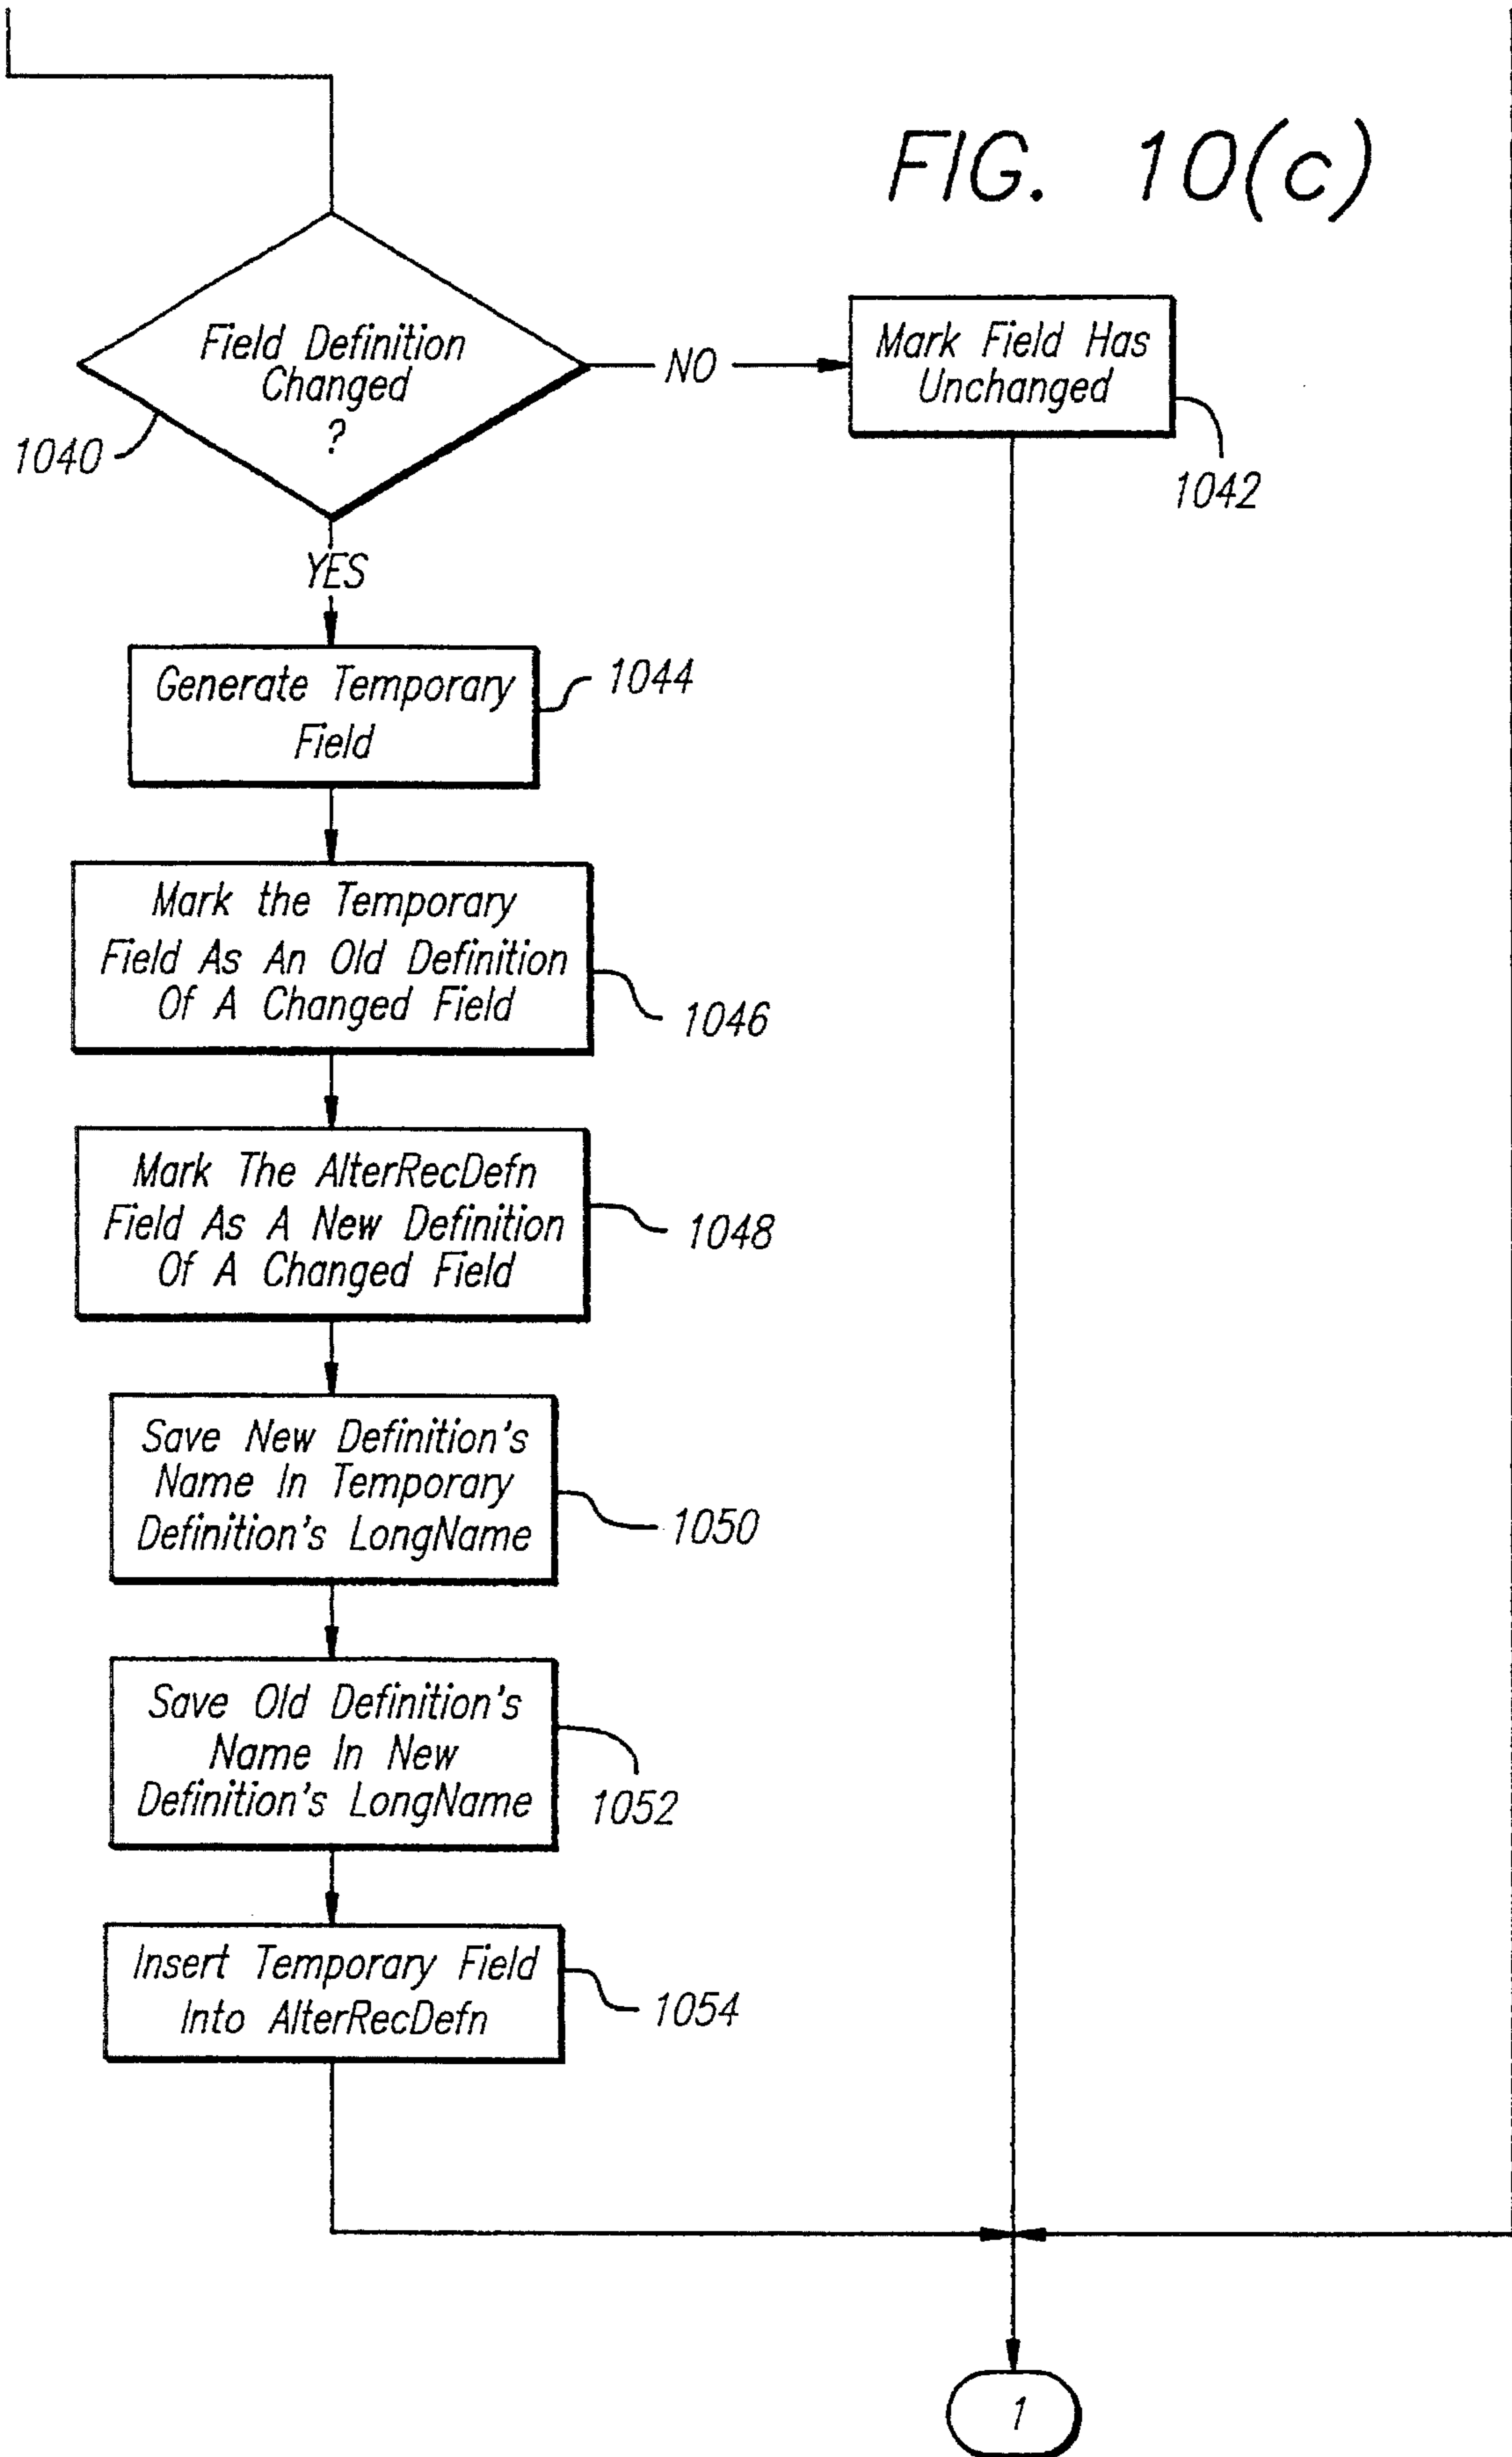 FIG. 10(c)
Field Definition
Changed
?
1040
NO
Mark Field Has
Unchanged
1042
YES
Generate Temporary
Field
1044
Mark the Temporary
Field As An Old Definition
Of A Changed Field
1046
Mark The AlterRecDefn
Field As A New Definition
Of A Changed Field
1048
Save New Definition's
Name In Temporary
Definition's LongName
1050
Save Old Definition's
Name In New
Definition's LongName
1052
Insert Temporary Field
Into AlterRecDefn
1054
1